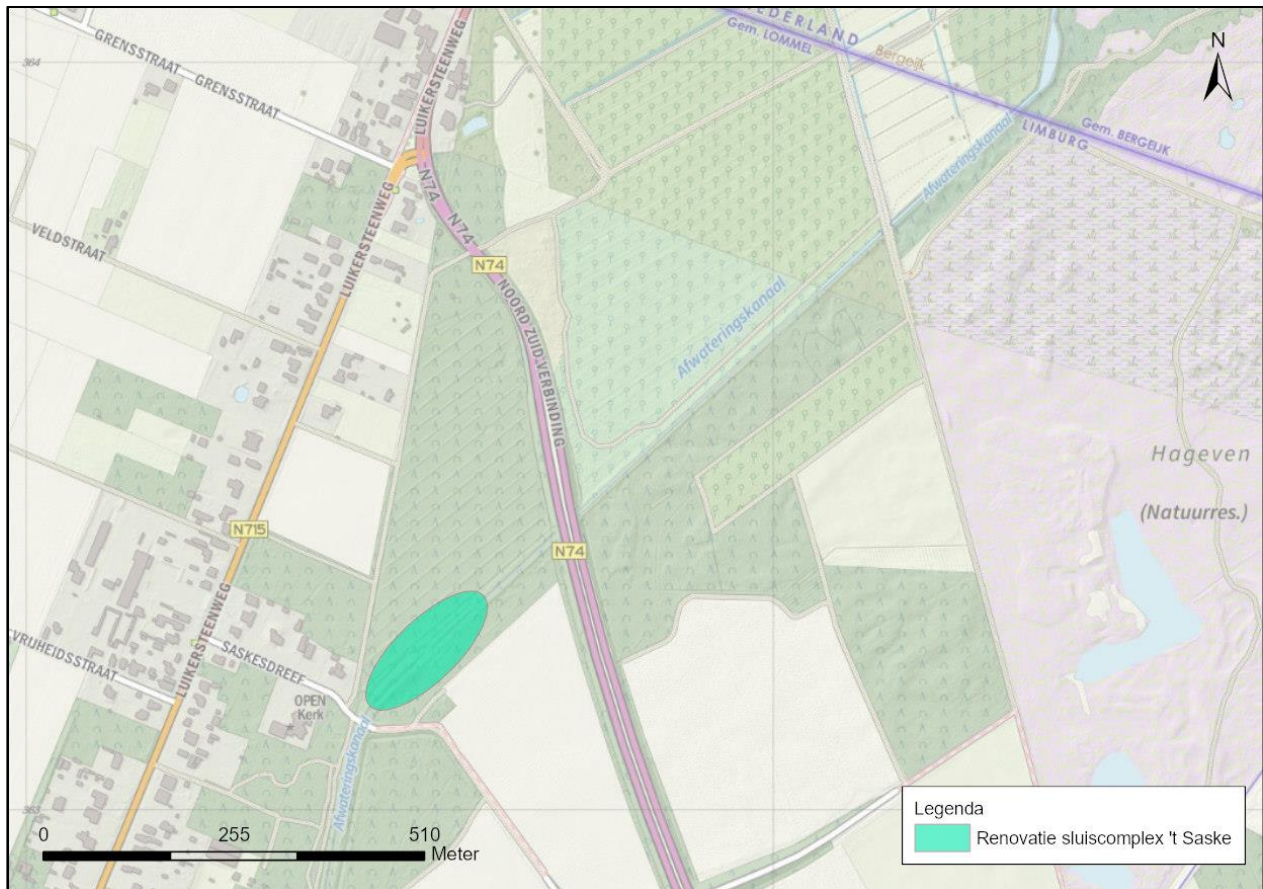 GRENSSTRAAT
GRENSSTRAAT
VELDSTRAAT
LUIKERSTEENWEG
LUIKERSTEENWEG
N74
N74
N74
NOORD ZUID VERBINDING
NEDERLAND
Gem. LOMMEL
Bergeijk
LIMBURG
Gem. BERGEIJK
Afwateringskanaal
Afwateringskanaal
N
364
Hageven
(Natuurres.)
N715
N74
LUIKERSTEENWEG
VRIJHEIDSSTRAAT
SASKESDREEF
OPEN
Kerk
Afwateringskanaal
363
0 255 510
Meter
Legenda
Renovatie sluiscomplex 't Saske